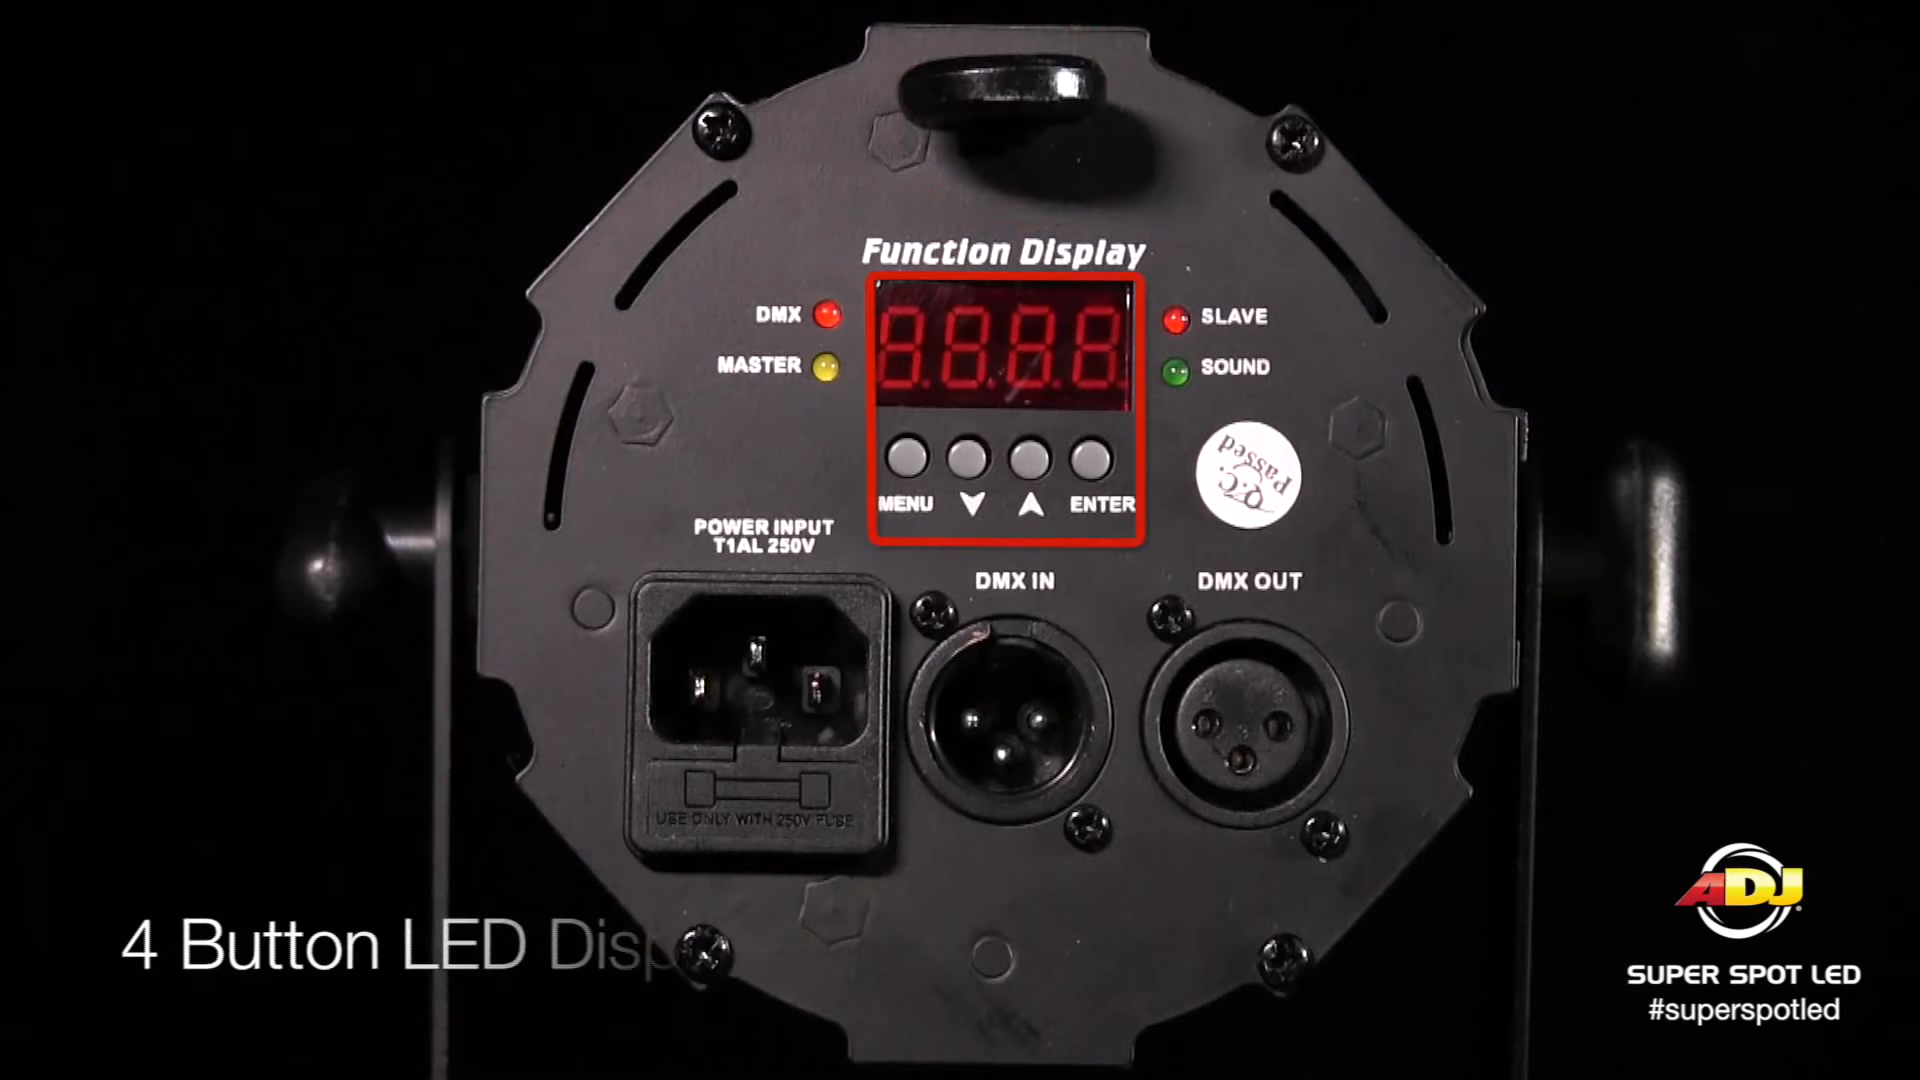 Function Display
DMX
MASTER
8.8.8.8.
SLAVE
SOUND
MENU
ENTER
Q.C.
Passed
POWER INPUT
T1AL 250V
DMX IN
DMX OUT
USE ONLY WITH 250V FUSE
4 Button LED Disp
ADJ
SUPER SPOT LED
#superspotled